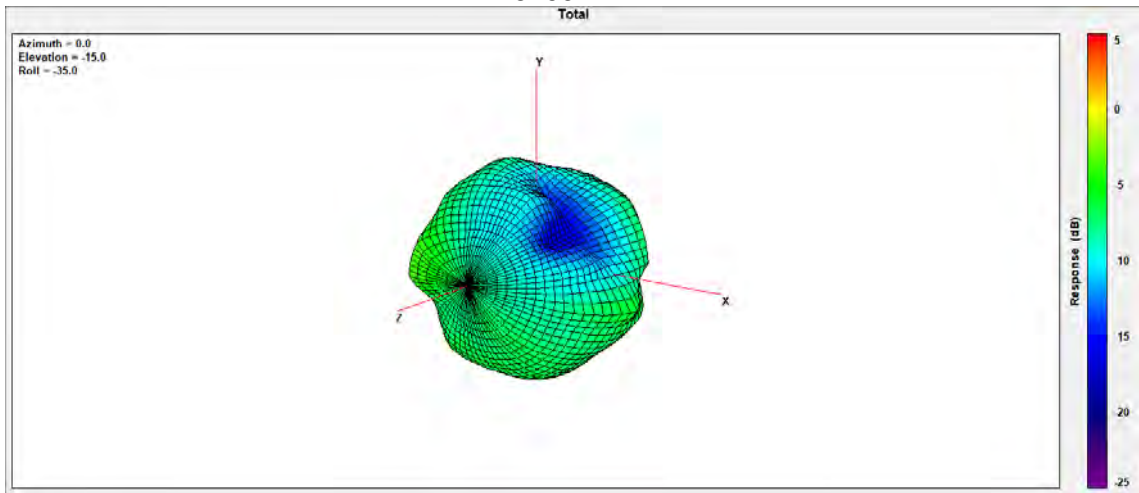 Total
Azimuth = 0.0
Elevation = -15.0
Roll = -35.0
Y
X
Z
5
0
-5
-10
-15
-20
-25
Response (dB)